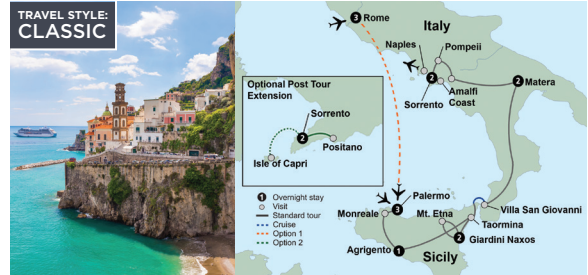 TRAVEL STYLE:
CLASSIC
3
Rome
Italy
Naples
Pompeii
2
Sorrento
Amalfi
Coast
2
Matera
Optional Post Tour
Extension
Sorrento
2
Positano
Isle of Capri
1 Overnight stay
Visit
Standard tour
Cruise
Option 1
Option 2
Palermo
3
Monreale
Mt. Etna
Villa San Giovanni
Taormina
2
Giardini Naxos
Agrigento
1
Sicily